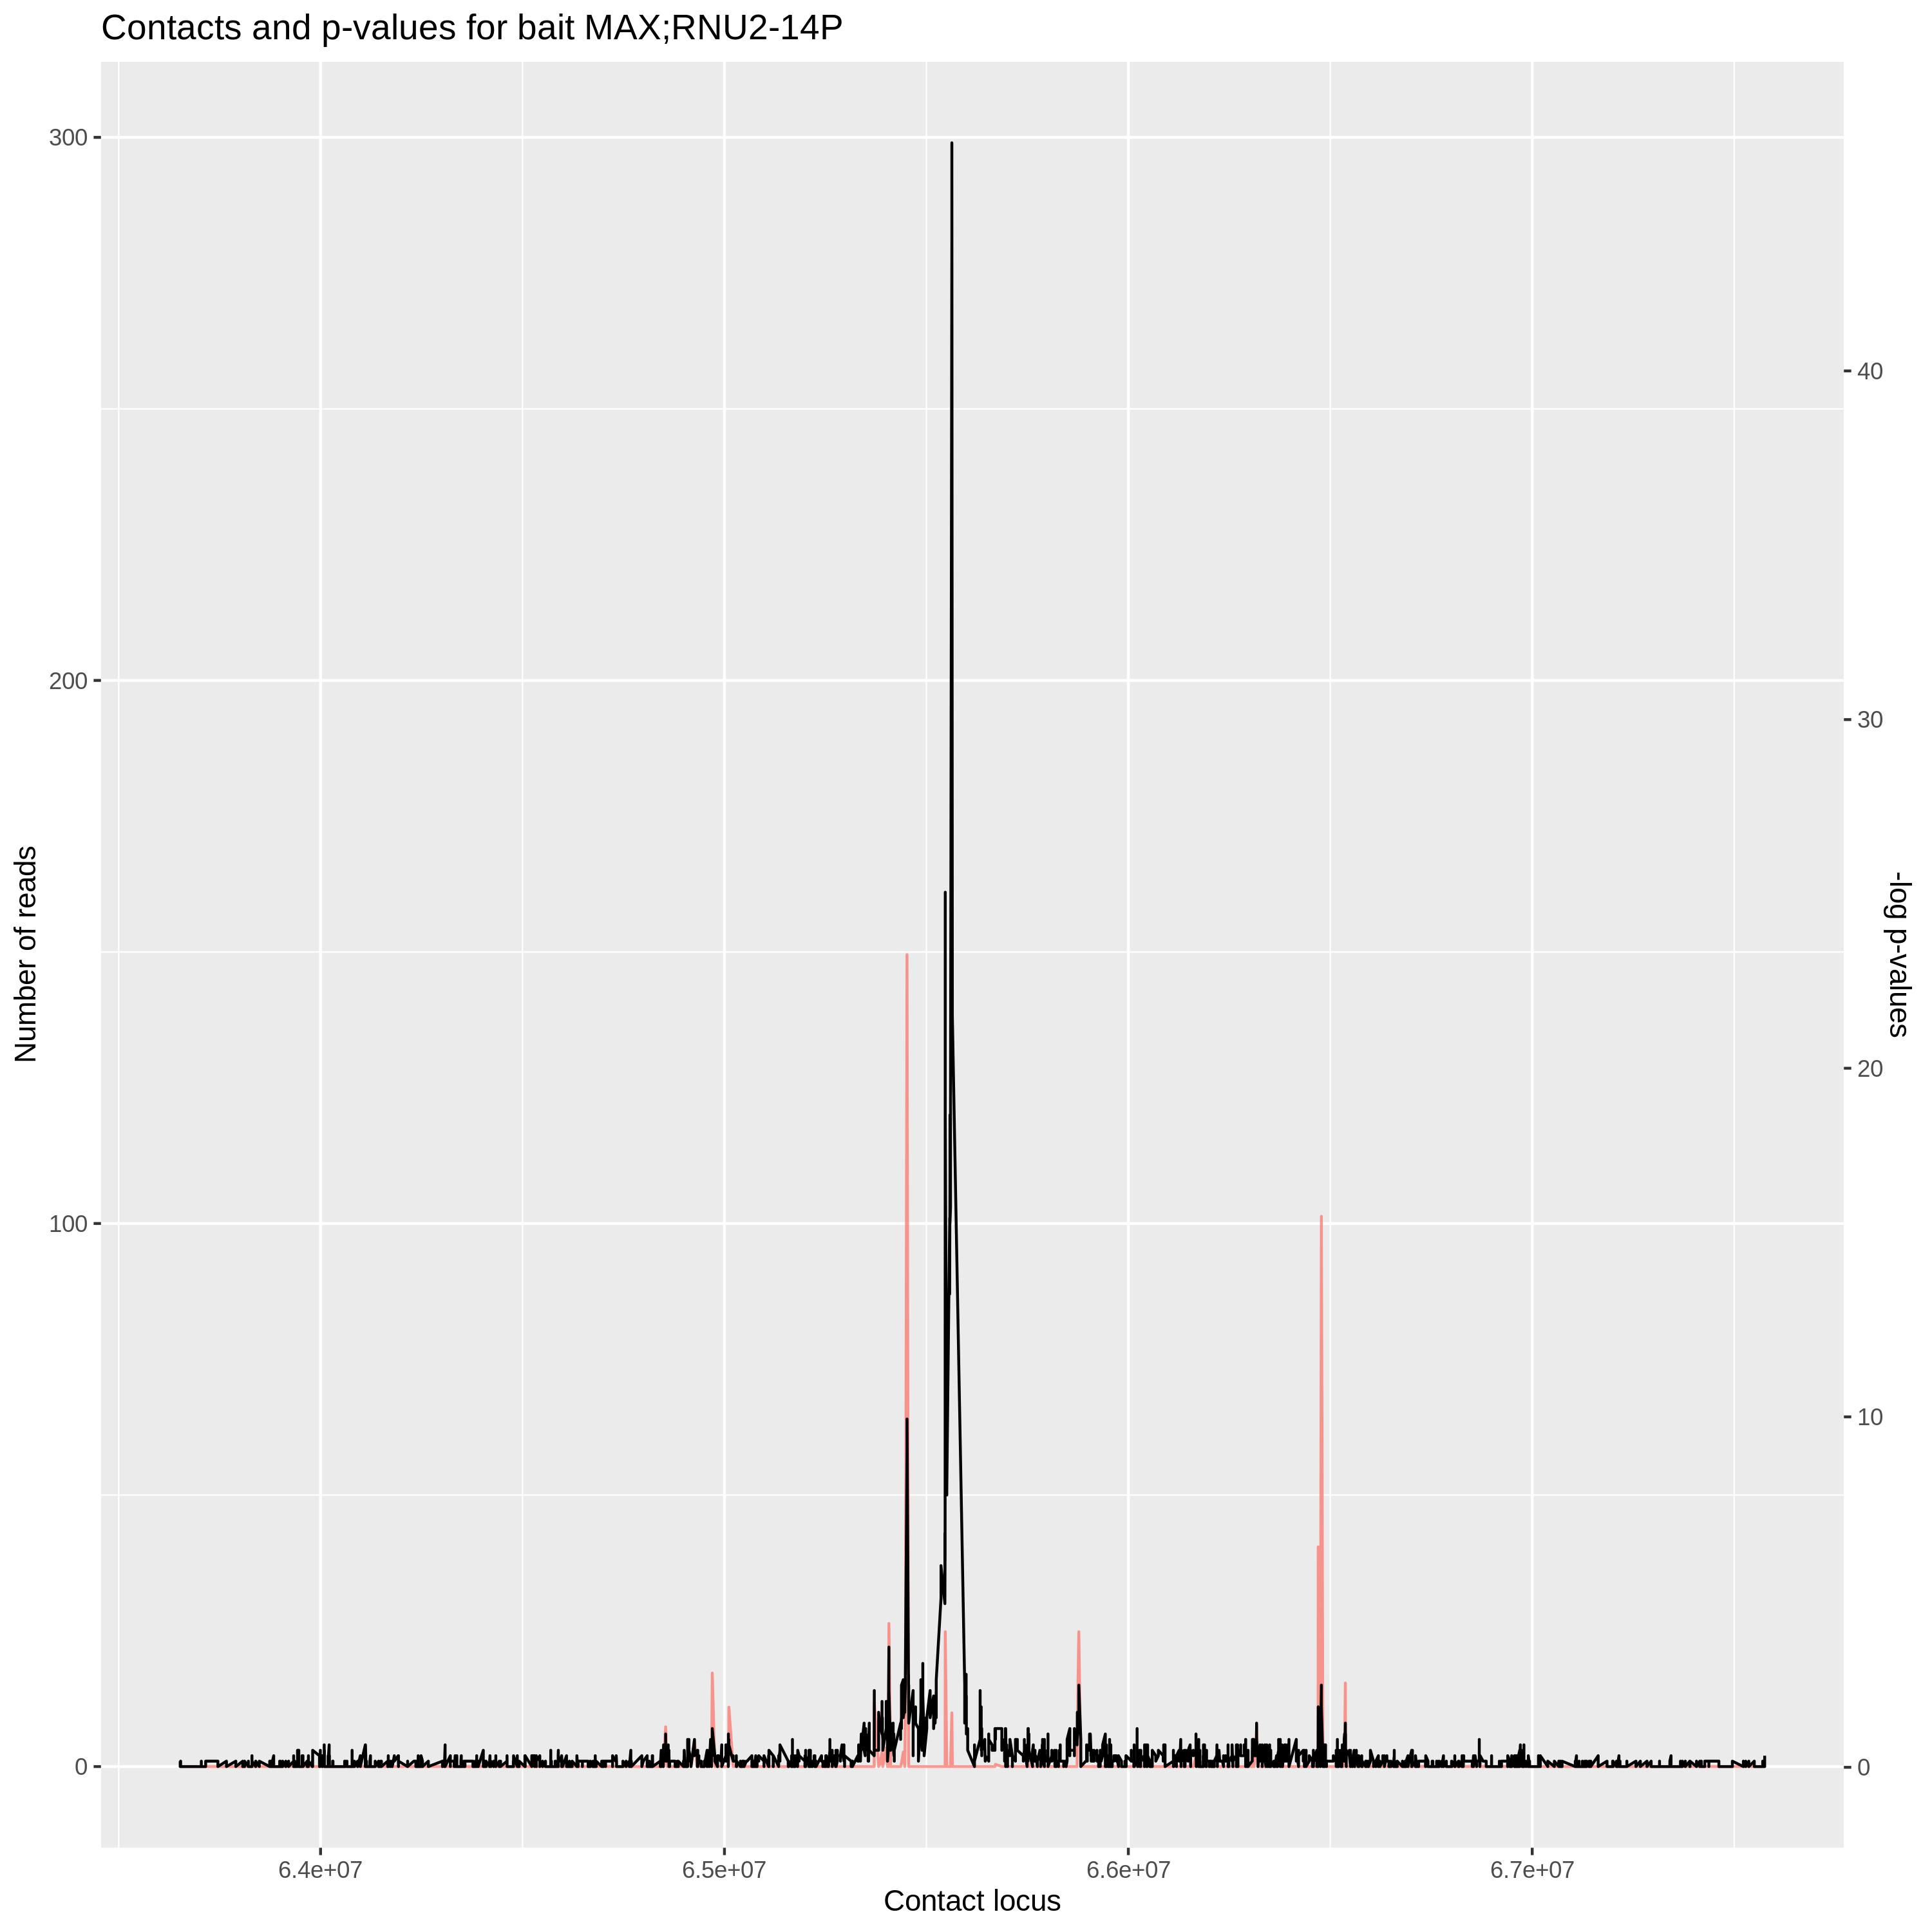 Contacts and p-values for bait MAX;RNU2-14P
300
200
100
0
Number of reads
40
30
20
10
0
-log p-values
6.4e+07
6.5e+07
6.6e+07
6.7e+07
Contact locus